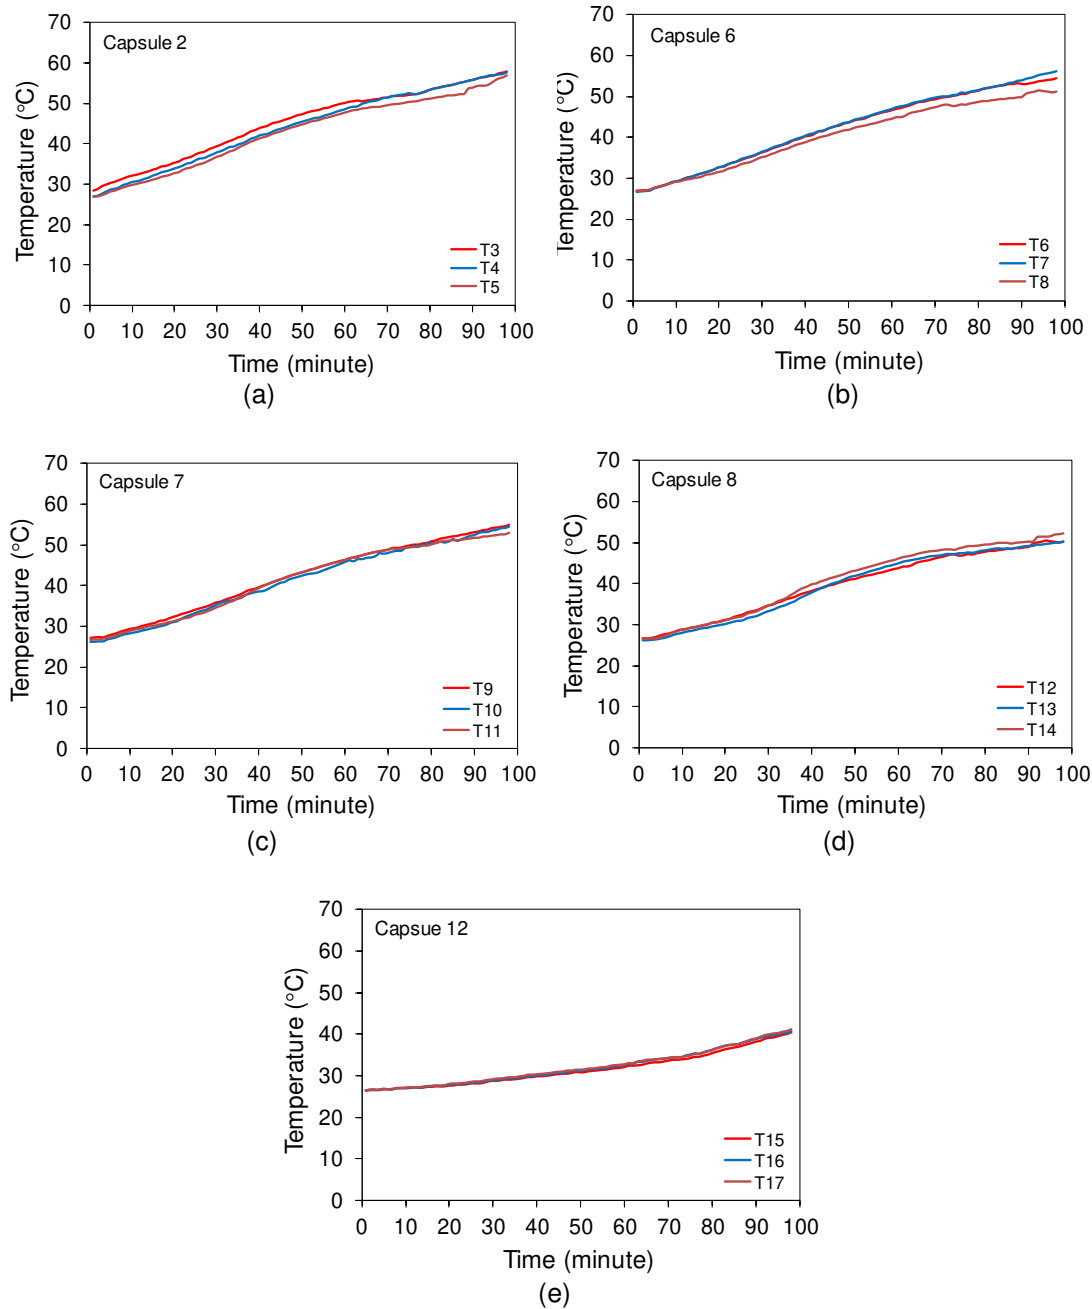 Capsule 2
Temperature (°C)
70
60
50
40
30
20
10
0
T3
T4
T5
0 10 20 30 40 50 60 70 80 90 100
Time (minute)
(a)
Capsule 6
Temperature (°C)
70
60
50
40
30
20
10
0
T6
T7
T8
0 10 20 30 40 50 60 70 80 90 100
Time (minute)
(b)
Capsule 7
Temperature (°C)
70
60
50
40
30
20
10
0
T9
T10
T11
0 10 20 30 40 50 60 70 80 90 100
Time (minute)
(c)
Capsule 8
Temperature (°C)
70
60
50
40
30
20
10
0
T12
T13
T14
0 10 20 30 40 50 60 70 80 90 100
Time (minute)
(d)
Capsue 12
Temperature (°C)
70
60
50
40
30
20
10
0
T15
T16
T17
0 10 20 30 40 50 60 70 80 90 100
Time (minute)
(e)